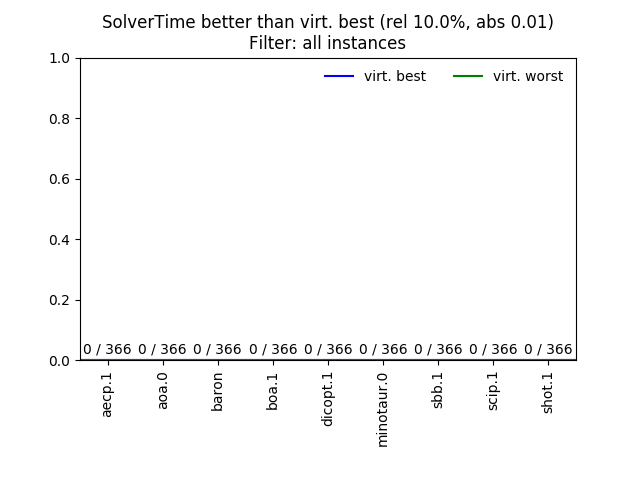 SolverTime better than virt. best (rel 10.0%, abs 0.01)
Filter: all instances
virt. best virt. worst
1.0
0.8
0.6
0.4
0.2
0.0
0 / 366 0 / 366 0 / 366 0 / 366 0 / 366 0 / 366 0 / 366 0 / 366 0 / 366
aecp.1
aoa.0
baron
boa.1
dicopt.1
minotaur.0
sbb.1
scip.1
shot.1